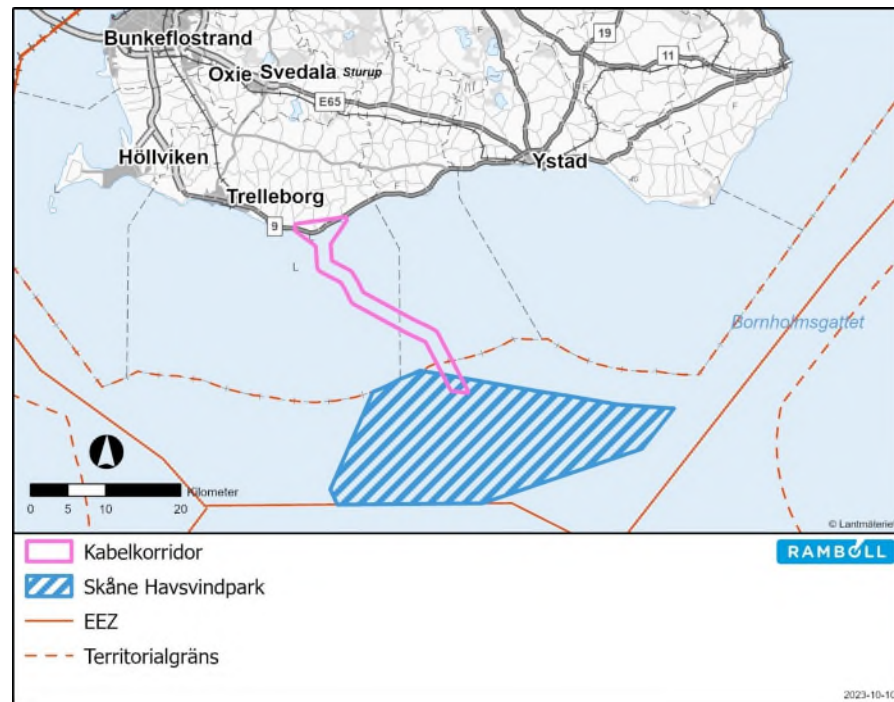 Bunkeflostrand
19
11
Oxie
Svedala
Sturup
E65
F
F
Höllviken
Ystad
F
Trelleborg
L
L
9
L
L
Bornholmsgattet
Kilometer
0 5 10 20
© Lantmäteriet
Kabelkorridor
RAMBOLL
Skåne Havsvindpark
EEZ
Territorialgräns
2023-10-10